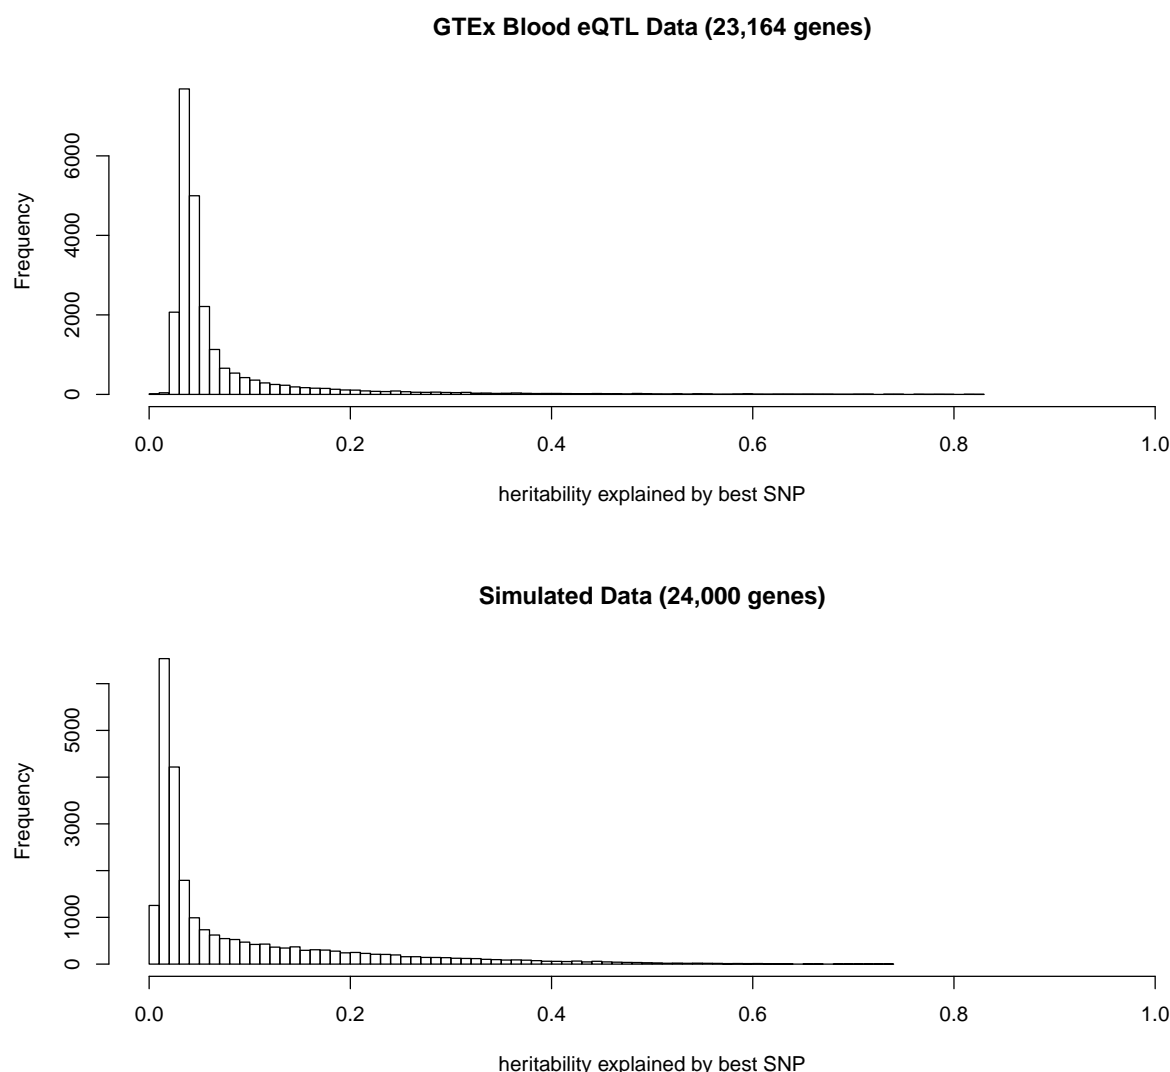 GTEx Blood eQTL Data (23,164 genes)
Frequency
6000
4000
2000
0
0.0 0.2 0.4 0.6 0.8 1.0
heritability explained by best SNP
Simulated Data (24,000 genes)
Frequency
5000
3000
1000
0
0.0 0.2 0.4 0.6 0.8 1.0
heritability explained by best SNP